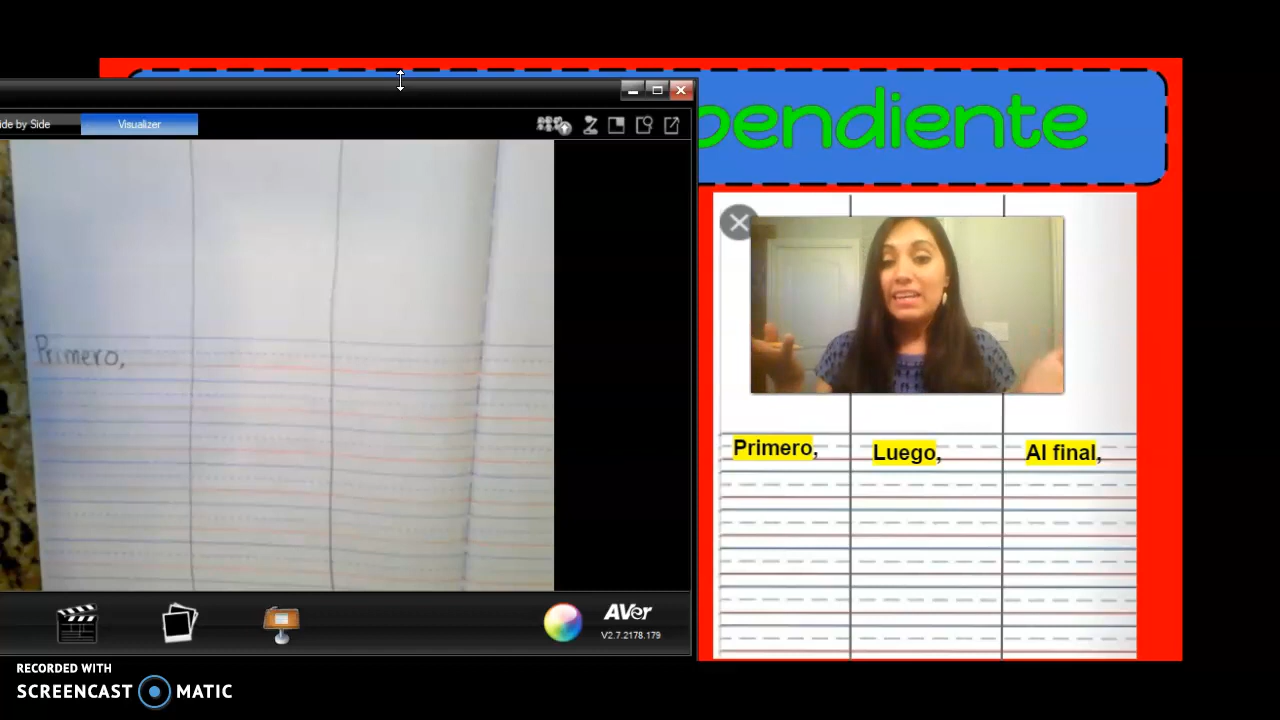 pendiente
ide by Side
Visualizer
Primero,
Primero,
Luego,
Al final,
AVer
V2.7.2178.179
RECORDED WITH
SCREENCAST MATIC